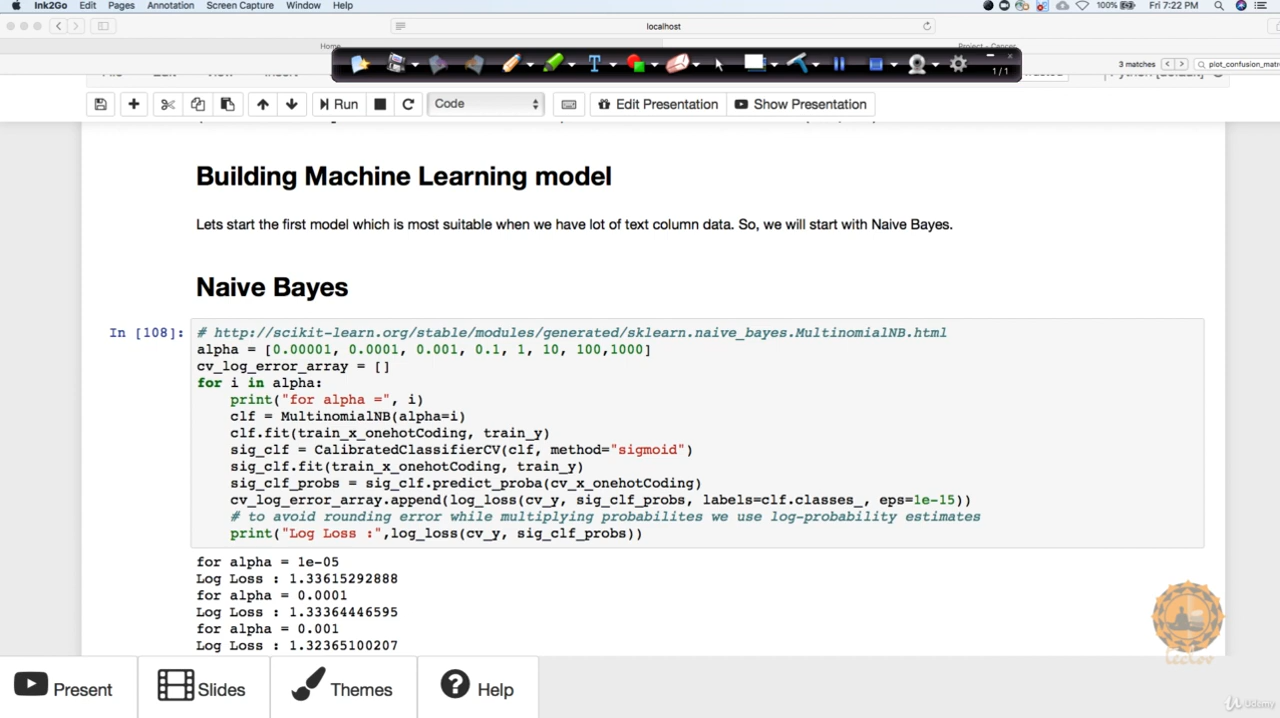 Ink2Go Edit Pages Annotation Screen Capture Window Help 100% Fri 7:22 PM
localhost
Home
3 matches plot_confusion_matr
1/1
Run Code Edit Presentation Show Presentation
Building Machine Learning model
Lets start the first model which is most suitable when we have lot of text column data. So, we will start with Naive Bayes.
Naive Bayes
In [108]: # http://scikit-learn.org/stable/modules/generated/sklearn.naive_bayes.MultinomialNB.html
alpha = [0.00001, 0.0001, 0.001, 0.1, 1, 10, 100,1000]
cv_log_error_array = []
for i in alpha:
print("for alpha =", i)
clf = MultinomialNB(alpha=i)
clf.fit(train_x_onehotCoding, train_y)
sig_clf = CalibratedClassifierCV(clf, method="sigmoid")
sig_clf.fit(train_x_onehotCoding, train_y)
sig_clf_probs = sig_clf.predict_proba(cv_x_onehotCoding)
cv_log_error_array.append(log_loss(cv_y, sig_clf_probs, labels=clf.classes_, eps=1e-15))
# to avoid rounding error while multiplying probabilites we use log-probability estimates
print("Log Loss :",log_loss(cv_y, sig_clf_probs))
for alpha = 1e-05
Log Loss : 1.33615292888
for alpha = 0.0001
Log Loss : 1.33364446595
for alpha = 0.001
Log Loss : 1.32365100207
Present Slides Themes Help
Udemy